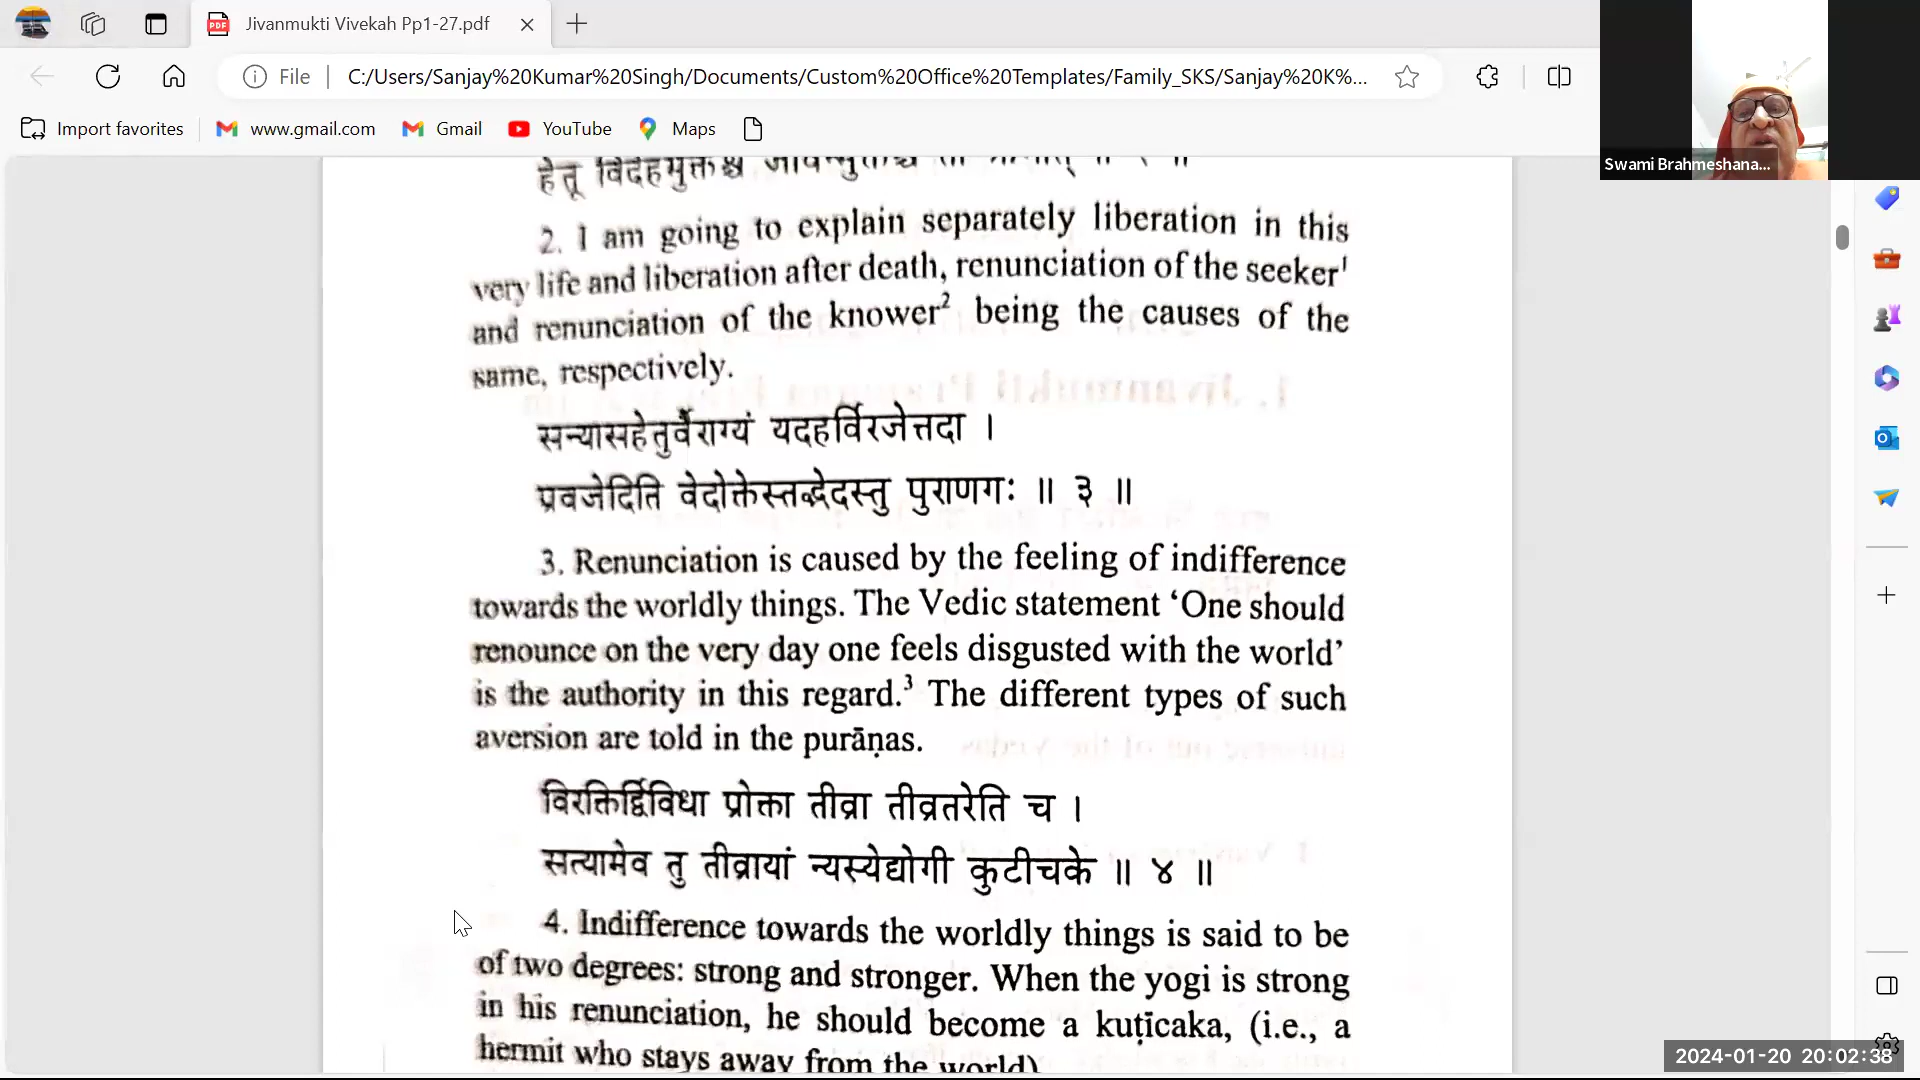 Jivanmukti Vivekah Pp1-27.pdf
File
C:/Users/Sanjay%20Kumar%20Singh/Documents/Custom%20Office%20Templates/Family_SKS/Sanjay%20K%...
Import favorites
www.gmail.com
Gmail
YouTube
Maps
Swami Brahmeshana...
हेतू विदेहमुक्तेश्च
2. I am going to explain separately liberation in this
very life and liberation after death, renunciation of the seeker¹
and renunciation of the knower² being the causes of the
same, respectively.
सन्यासहेतुर्वैराग्यं यदहर्विरजेत्तदा ।
प्रवजेदिति वेदोक्तेस्तद्भेदस्तु पुराणगः ॥ ३ ॥
3. Renunciation is caused by the feeling of indifference
towards the worldly things. The Vedic statement ‘One should
renounce on the very day one feels disgusted with the world’
is the authority in this regard.³ The different types of such
aversion are told in the purāṇas.
विरक्तिर्द्विविधा प्रोक्ता तीव्रा तीव्रतरेति च ।
सत्यामेव तु तीव्रायां न्यस्येद्योगी कुटीचके ॥ ४ ॥
4. Indifference towards the worldly things is said to be
of two degrees: strong and stronger. When the yogi is strong
in his renunciation, he should become a kuṭīcaka, (i.e., a
hermit who stays away from the world)
2024-01-20 20:02:38